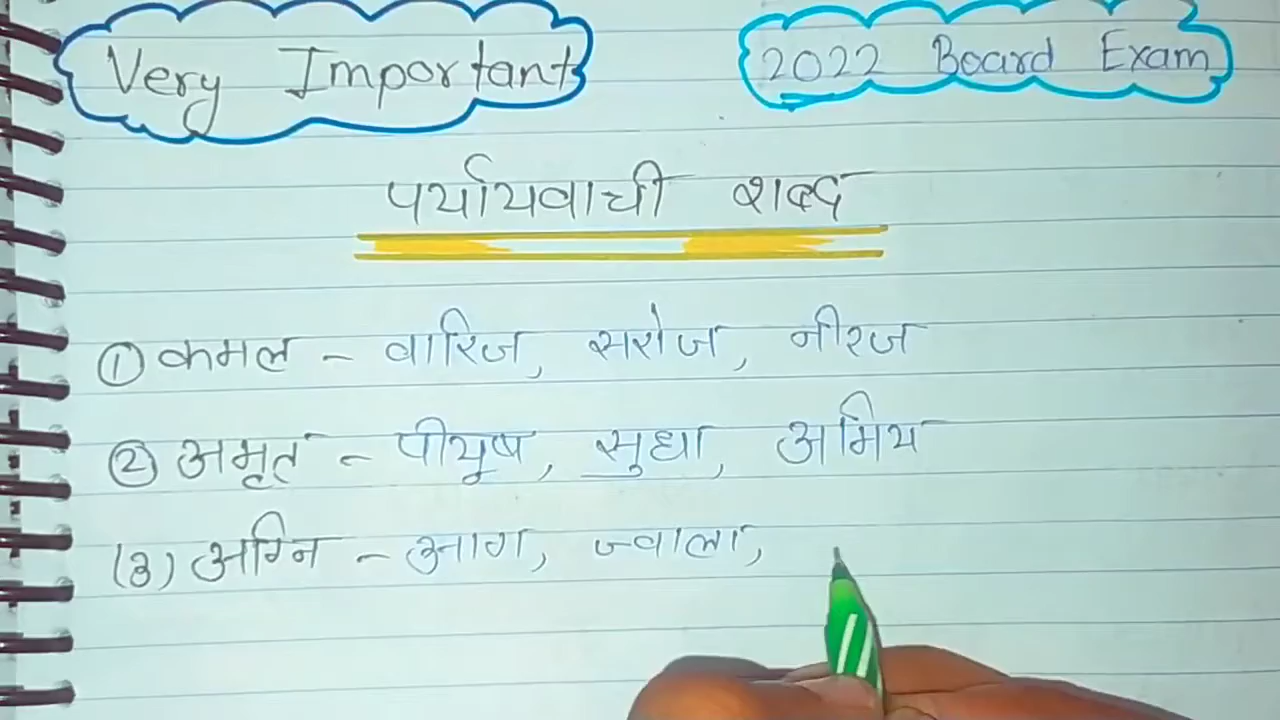 Very Important
2022 Board Exam
पर्यायवाची शब्द
① कमल - वारिज, सरोज, नीरज
② अमृत - पीयूष, सुधा, अमिय
(3) अग्नि - आग, ज्वाला,